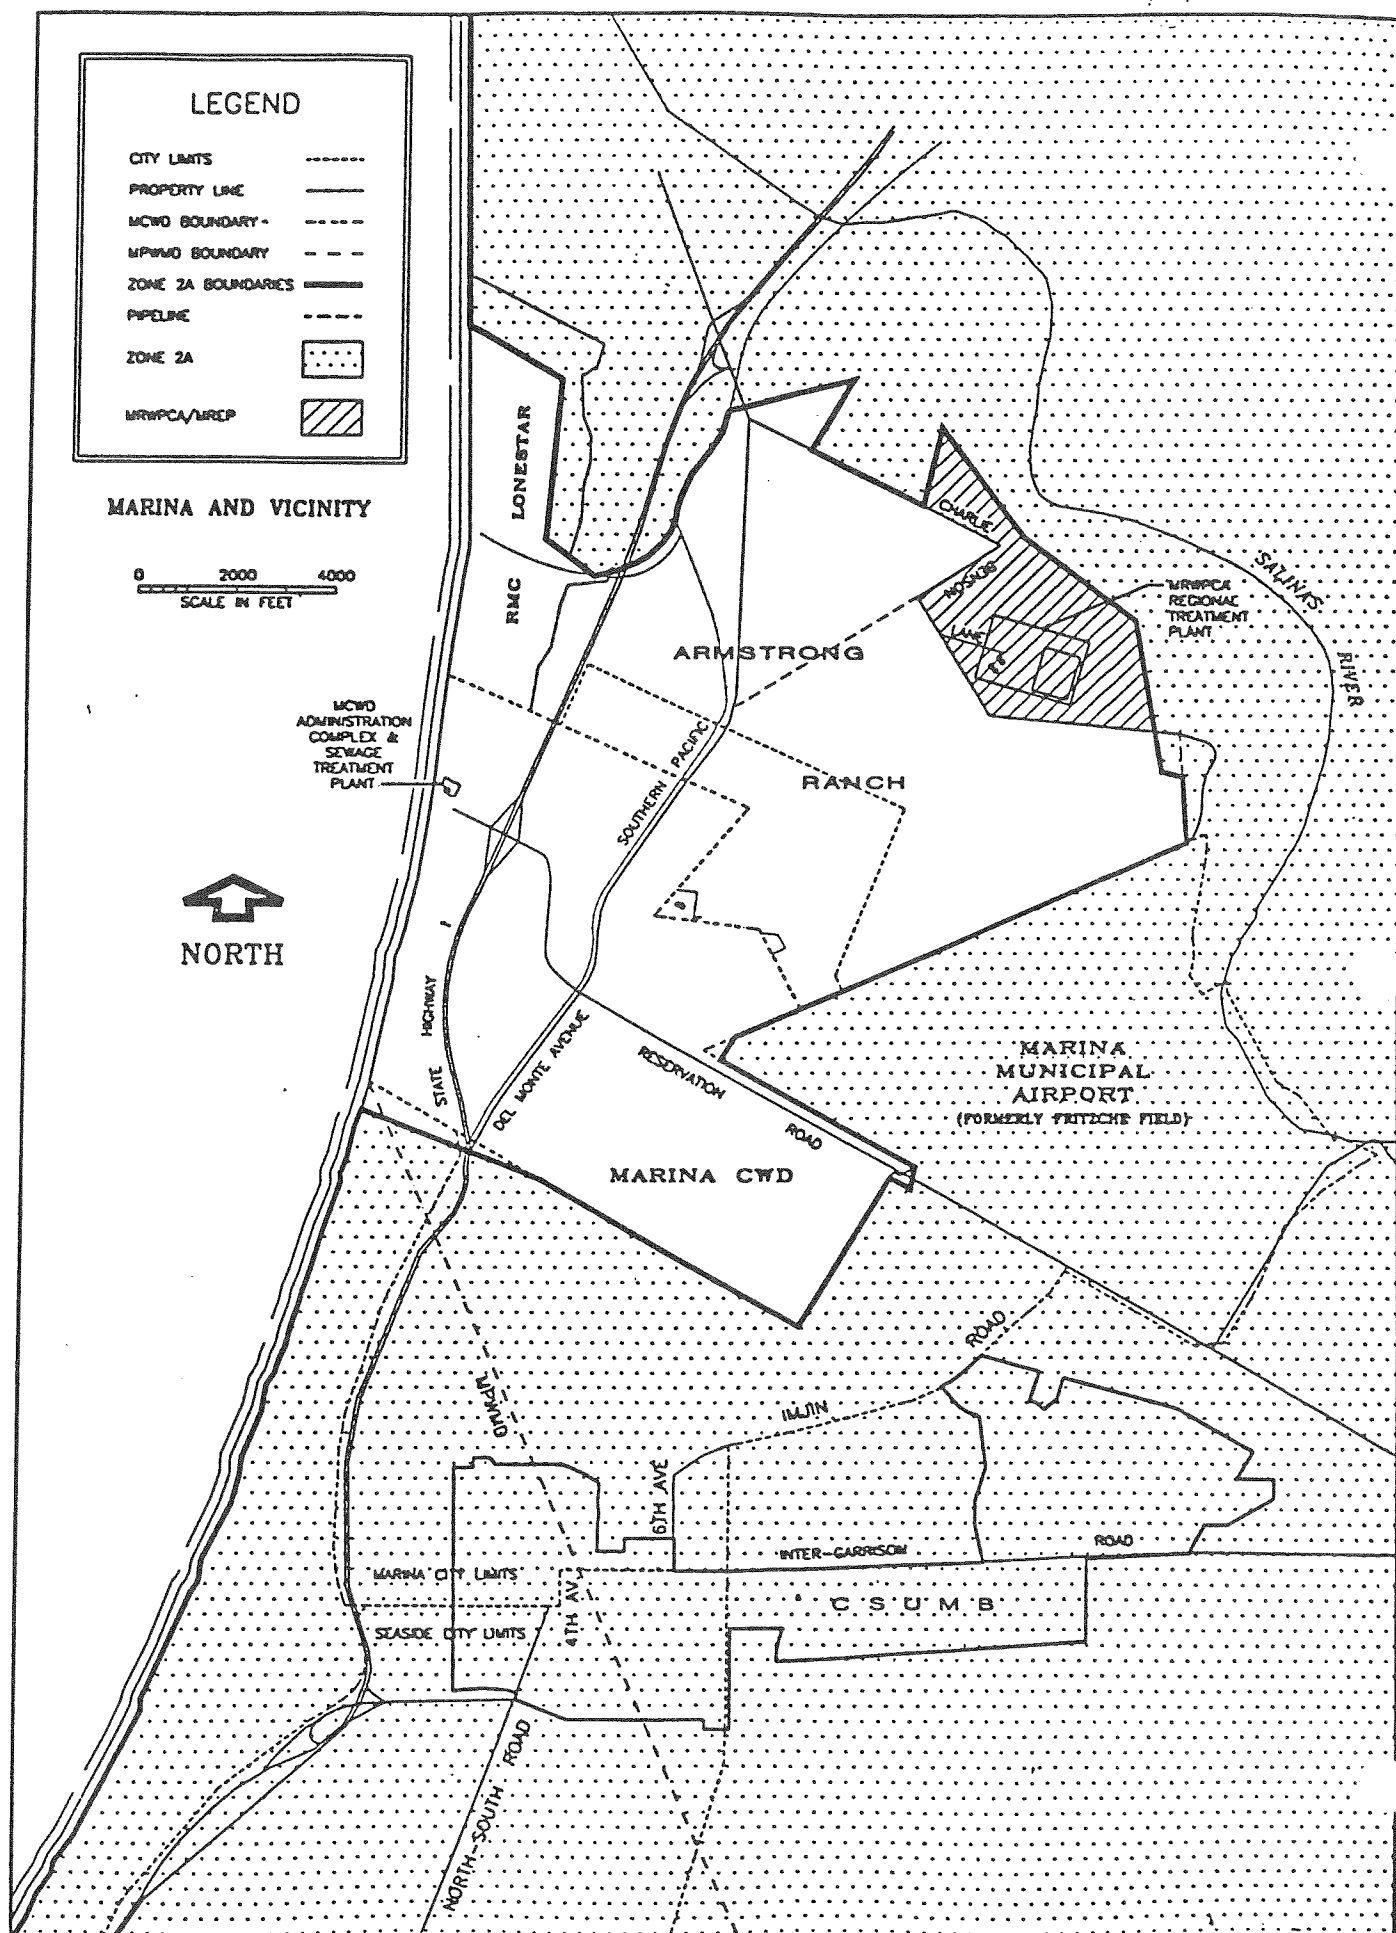 LEGEND
CITY LIMITS
PROPERTY LINE
MCWD BOUNDARY
MPWMD BOUNDARY
ZONE 2A BOUNDARIES
PIPELINE
ZONE 2A
MRWPCA/MREP
MARINA AND VICINITY
0 2000 4000
SCALE IN FEET
NORTH
RMC LONESTAR
CHARLIE
BENSON
LANE
MRWPCA
REGIONAL
TREATMENT
PLANT
SALINAS
RIVER
ARMSTRONG
RANCH
MCWD
ADMINISTRATION
COMPLEX &
SEWAGE
TREATMENT
PLANT
SOUTHERN PACIFIC
STATE HIGHWAY 1
DEL MONTE AVENUE
RESERVATION
ROAD
MARINA
MUNICIPAL
AIRPORT
(FORMERLY FRITZCHE FIELD)
MARINA CWD
MPWMD
IMJIN
ROAD
6TH AVE
INTER-GARRISON
ROAD
MARINA CITY LIMITS
SEASIDE CITY LIMITS
4TH AV
C S U M B
NORTH-SOUTH ROAD